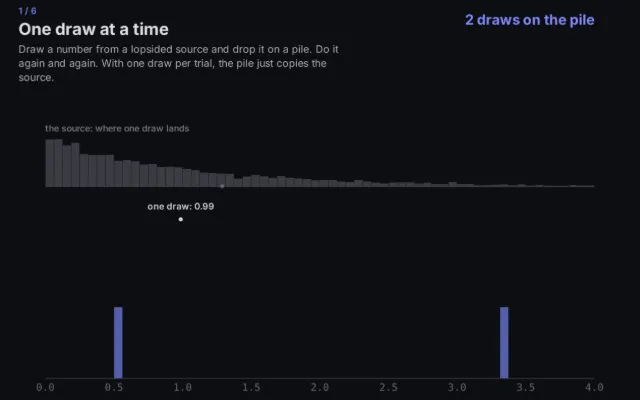 1 / 6
One draw at a time
2 draws on the pile
Draw a number from a lopsided source and drop it on a pile. Do it
again and again. With one draw per trial, the pile just copies the
source.
the source: where one draw lands
one draw: 0.99
0.0 0.5 1.0 1.5 2.0 2.5 3.0 3.5 4.0